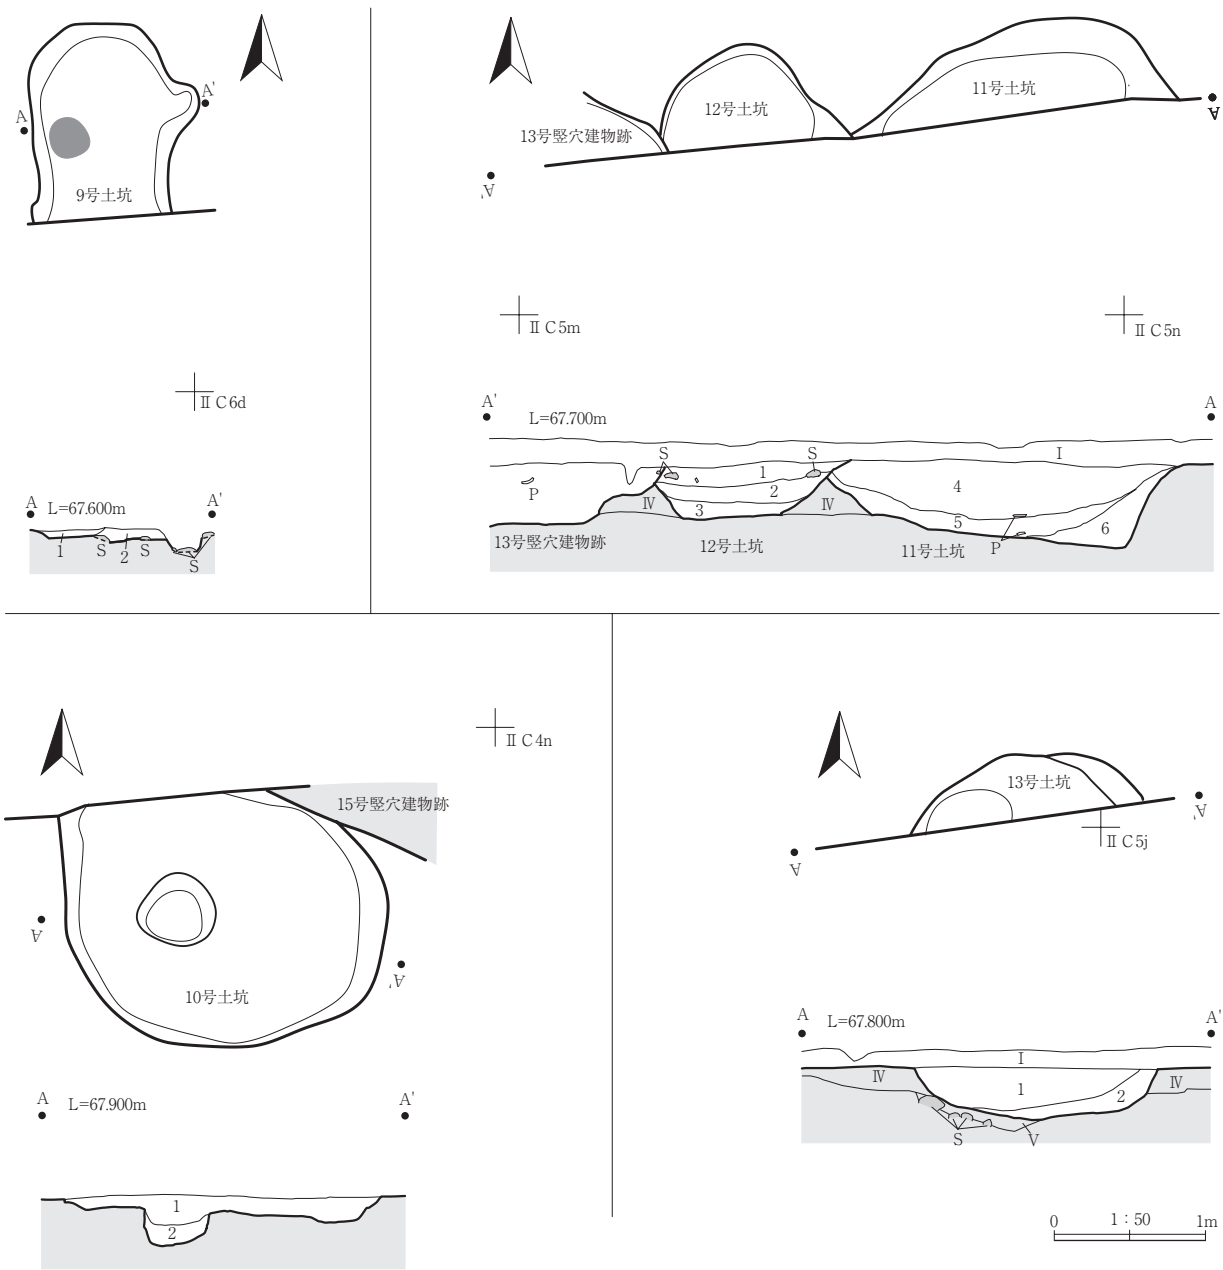 A
A'
9号土坑
Ⅱ C6d
A
L=67.600m
A'
1
S
2
S
S
13号竪穴建物跡
12号土坑
11号土坑
A'
A
Ⅱ C5m
Ⅱ C5n
A'
L=67.700m
A
Ⅰ
S
S
P
1
2
3
Ⅳ
Ⅳ
4
5
6
P
13号竪穴建物跡
12号土坑
11号土坑
Ⅱ C4n
15号竪穴建物跡
A
A'
10号土坑
A
L=67.900m
A'
1
2
13号土坑
A
A'
Ⅱ C5j
A
L=67.800m
A'
Ⅰ
Ⅳ
1
2
Ⅳ
S
Ⅴ
0
1:50
1m